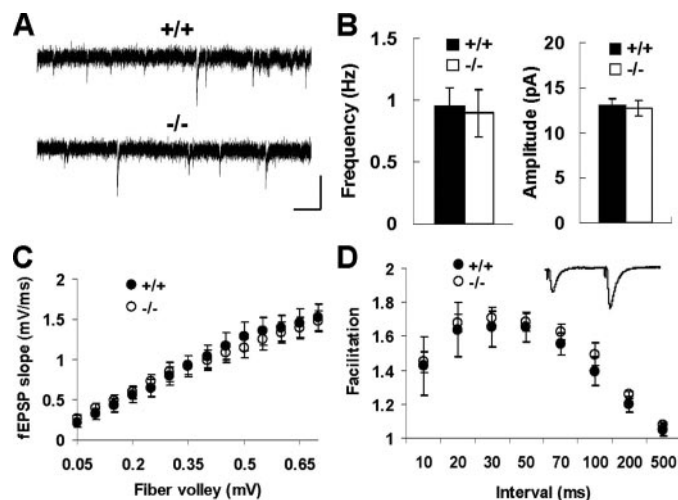 A
+/+
-/-
B
Frequency (Hz)
1.5
1
0.5
0
+/+
-/-
Amplitude (pA)
20
15
10
5
0
+/+
-/-
C
fEPSP slope (mV/ms)
2
1.5
1
0.5
0
+/+
-/-
0.05 0.2 0.35 0.5 0.65
Fiber volley (mV)
D
Facilitation
2
1.8
1.6
1.4
1.2
1
+/+
-/-
10 20 30 50 70 100 200 500
Interval (ms)